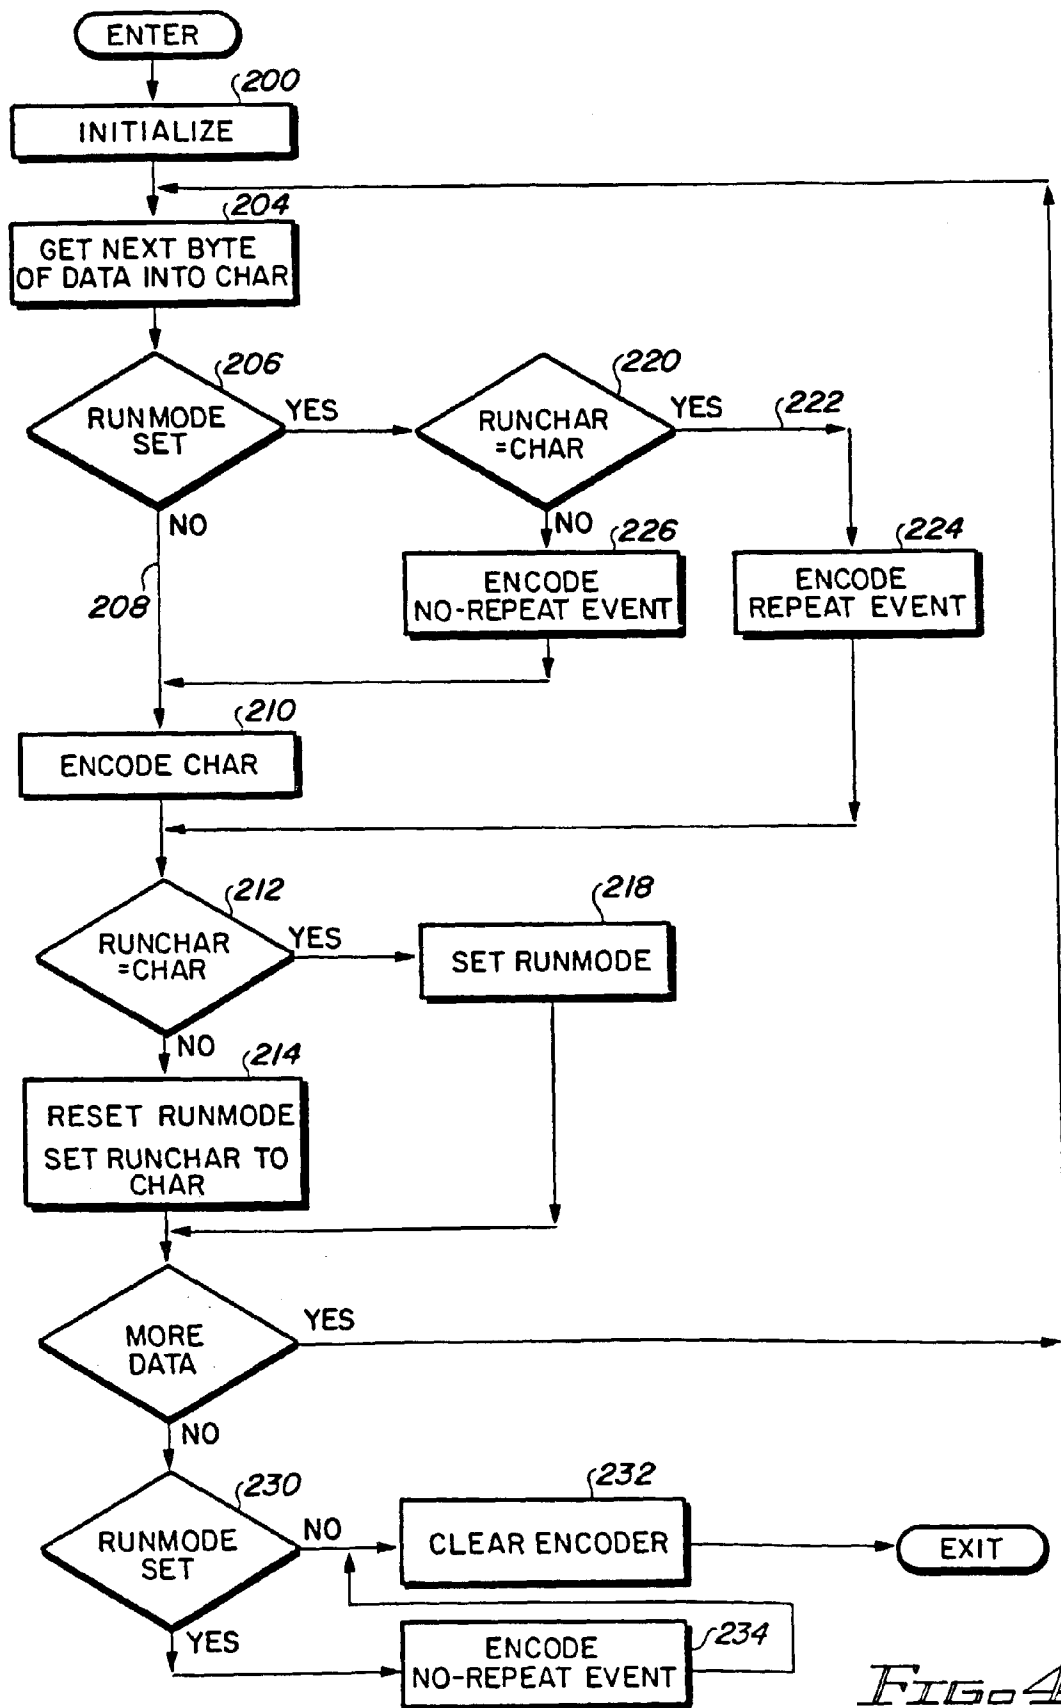 ENTER
200
INITIALIZE
204
GET NEXT BYTE
OF DATA INTO CHAR
206
RUNMODE
SET
YES
NO
208
220
RUNCHAR
=CHAR
YES
222
NO
226
ENCODE
NO-REPEAT EVENT
224
ENCODE
REPEAT EVENT
210
ENCODE CHAR
212
RUNCHAR
=CHAR
YES
218
SET RUNMODE
NO
214
RESET RUNMODE
SET RUNCHAR TO
CHAR
MORE
DATA
YES
NO
230
RUNMODE
SET
NO
232
CLEAR ENCODER
EXIT
YES
ENCODE
NO-REPEAT EVENT
234
FIG. 4